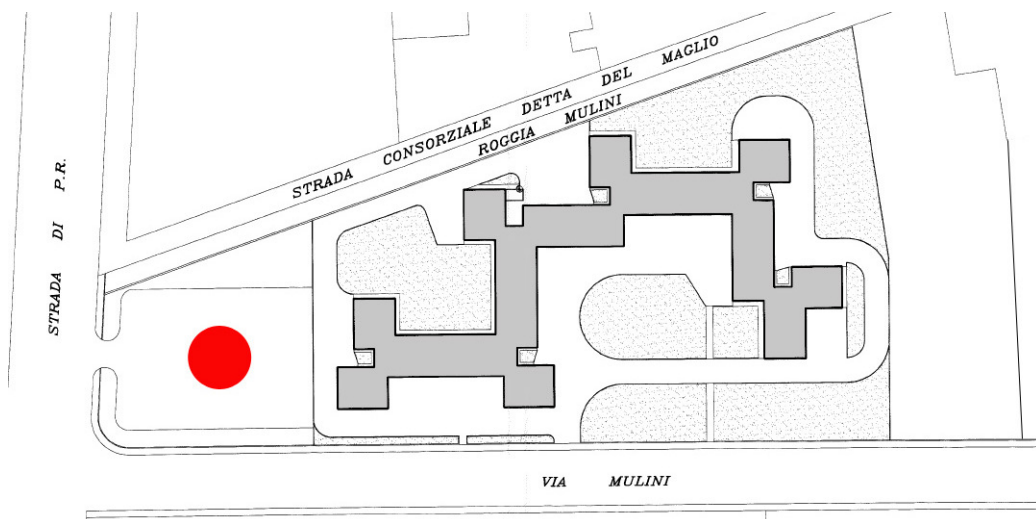 STRADA CONSORZIALE DETTA DEL MAGLIO
ROGGIA MULINI
STRADA DI P.R.
VIA MULINI